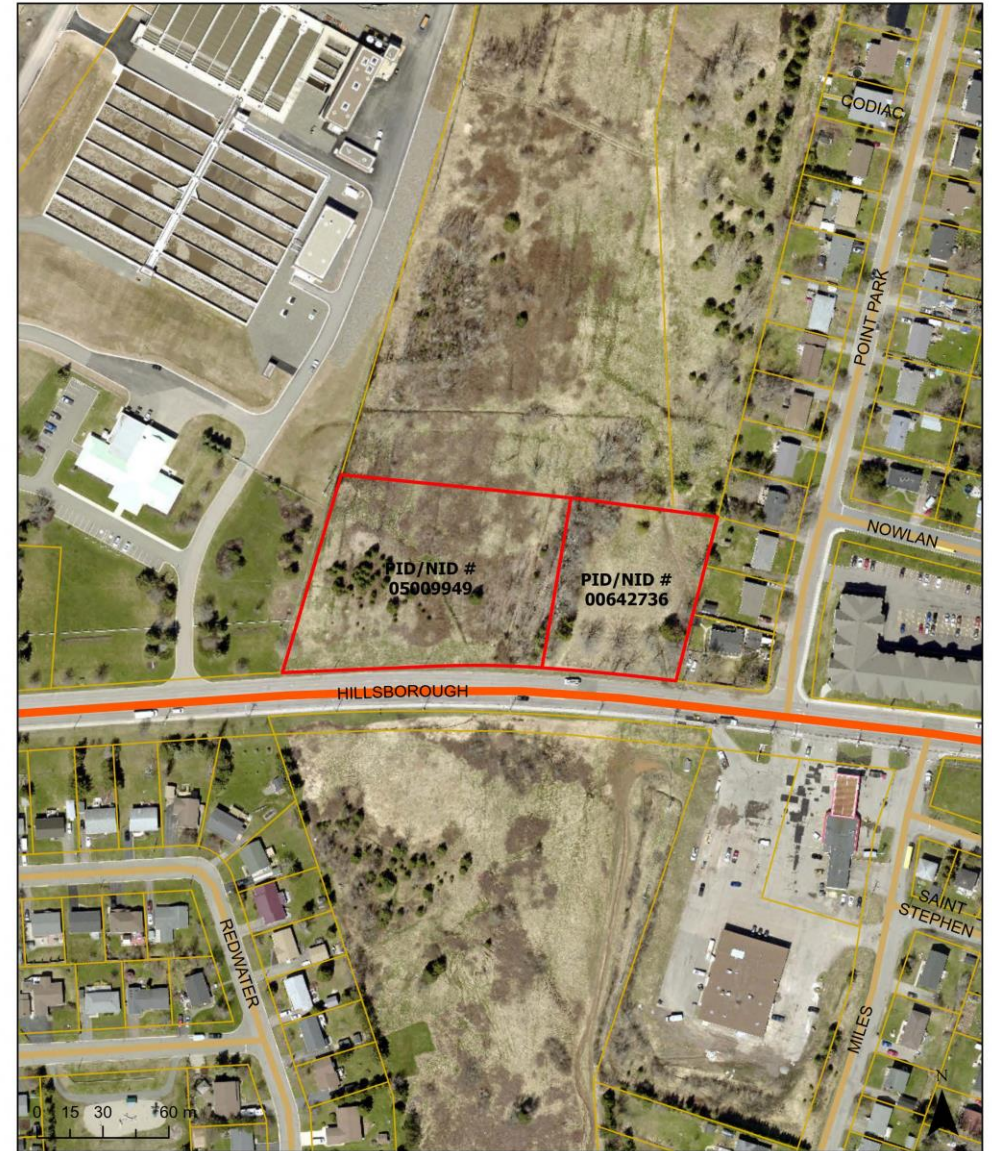 CODIAC
POINT PARK
NOWLAN
PID/NID #
05009949
PID/NID #
00642736
HILLSBOROUGH
REDWATER
SAINT
STEPHEN
MILES
N
0 15 30 60 m